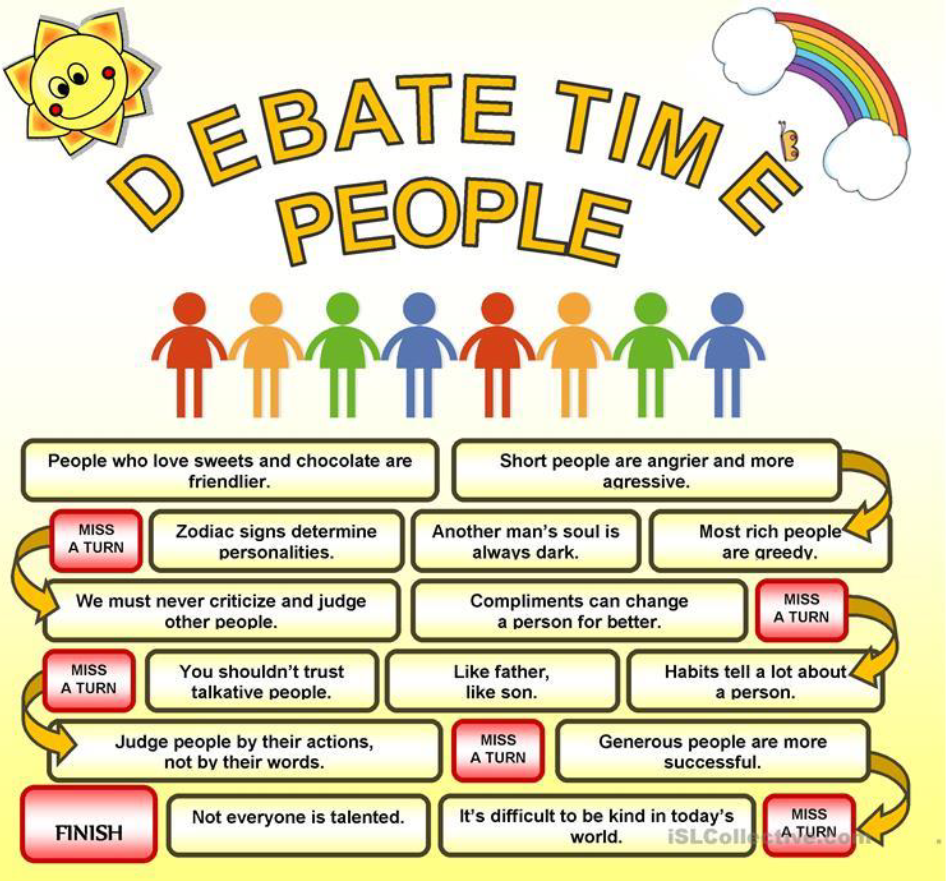 DEBATE TIME
PEOPLE
People who love sweets and chocolate are
friendlier.
Short people are angrier and more
agressive.
MISS
A TURN
Zodiac signs determine
personalities.
Another man's soul is
always dark.
Most rich people
are greedy.
We must never criticize and judge
other people.
Compliments can change
a person for better.
MISS
A TURN
MISS
A TURN
You shouldn't trust
talkative people.
Like father,
like son.
Habits tell a lot about
a person.
Judge people by their actions,
not by their words.
MISS
A TURN
Generous people are more
successful.
FINISH
Not everyone is talented.
It's difficult to be kind in today's
world.
MISS
A TURN
iSLCollective.com